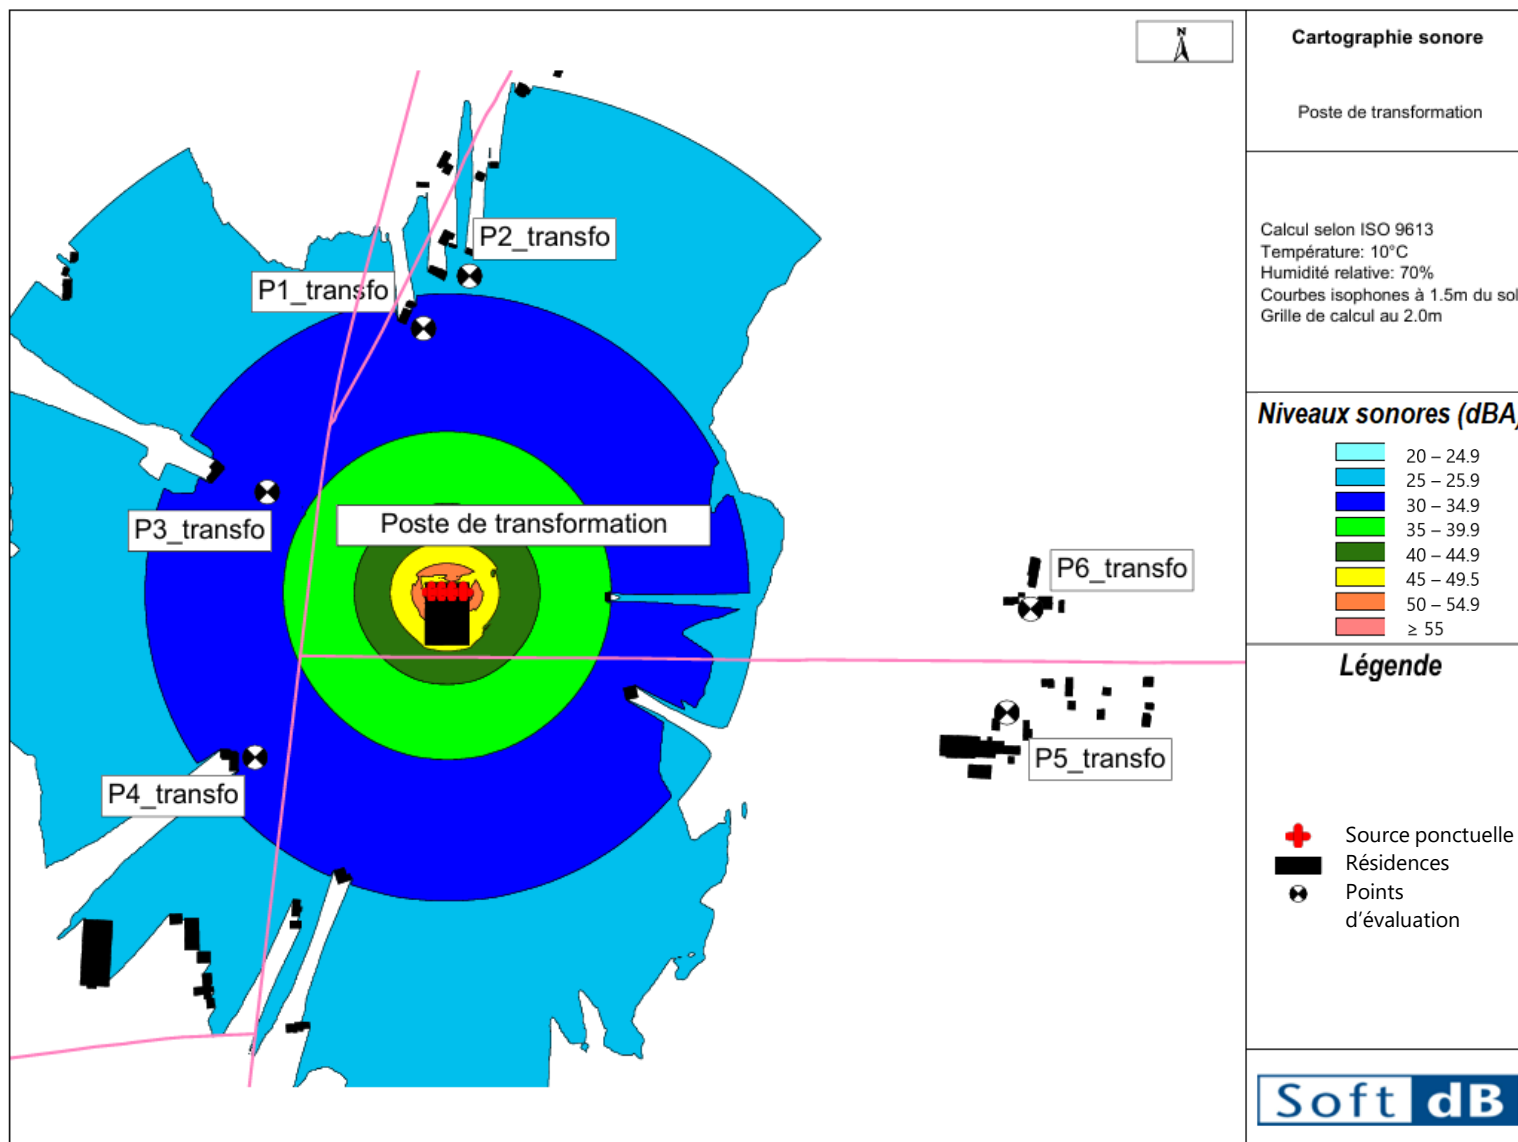 N
Cartographie sonore
Poste de transformation
Calcul selon ISO 9613
Température: 10°C
Humidité relative: 70%
Courbes isophones à 1.5m du sol
Grille de calcul au 2.0m
Niveaux sonores (dBA)
20 – 24.9
25 – 25.9
30 – 34.9
35 – 39.9
40 – 44.9
45 – 49.5
50 – 54.9
≥ 55
Légende
Source ponctuelle
Résidences
Points
d'évaluation
Soft dB
P2_transfo
P1_transfo
Poste de transformation
P3_transfo
P6_transfo
P5_transfo
P4_transfo